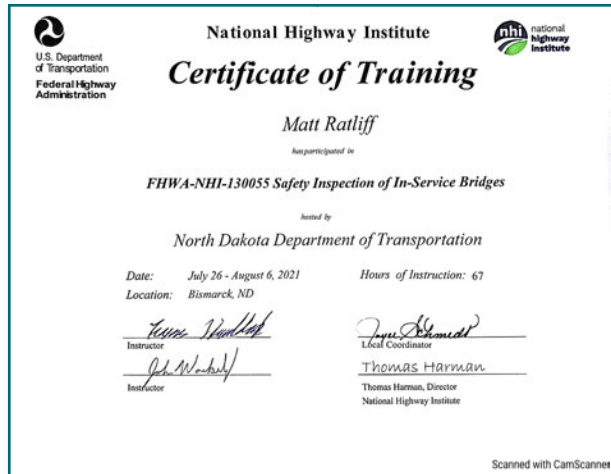 U.S. Department
of Transportation
Federal Highway
Administration
National Highway Institute
nhi national
highway
institute
Certificate of Training
Matt Ratliff
has participated in
FHWA-NHI-130055 Safety Inspection of In-Service Bridges
hosted by
North Dakota Department of Transportation
Date: July 26 - August 6, 2021
Hours of Instruction: 67
Location: Bismarck, ND
Instructor
Joyce Schmidt
Local Coordinator
Instructor
Thomas Harman
Thomas Harman, Director
National Highway Institute
Scanned with CamScanner